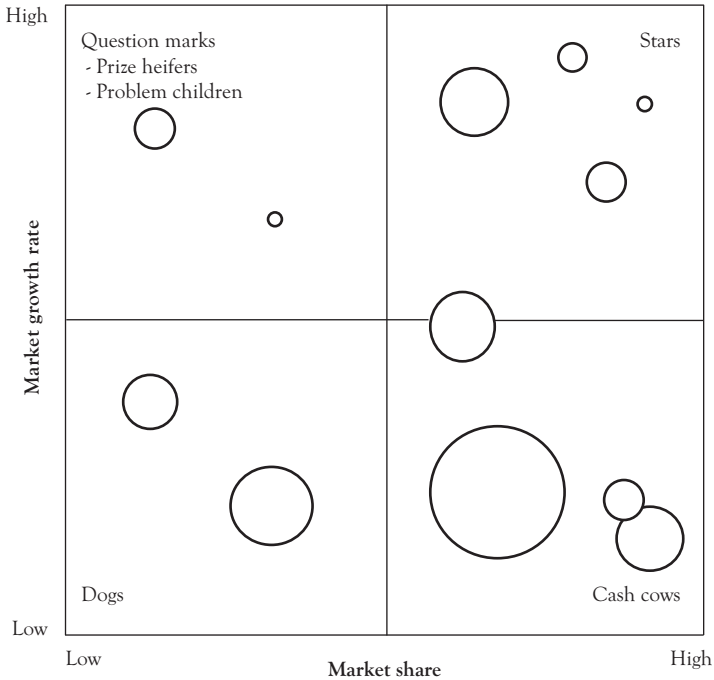 High
Question marks
- Prize heifers
- Problem children
Stars
Market growth rate
Dogs
Cash cows
Low
Low
Market share
High